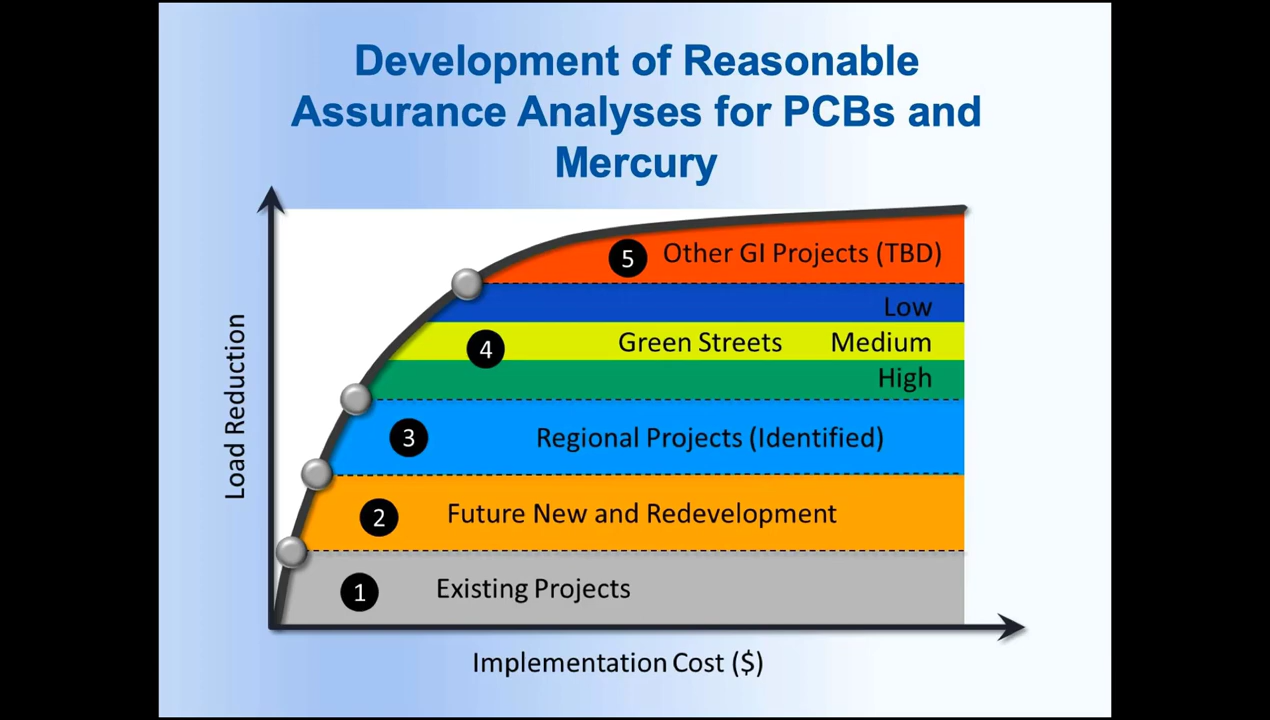 Development of Reasonable
Assurance Analyses for PCBs and
Mercury
5 Other GI Projects (TBD)
Low
4 Green Streets Medium
High
3 Regional Projects (Identified)
2 Future New and Redevelopment
1 Existing Projects
Load Reduction
Implementation Cost ($)